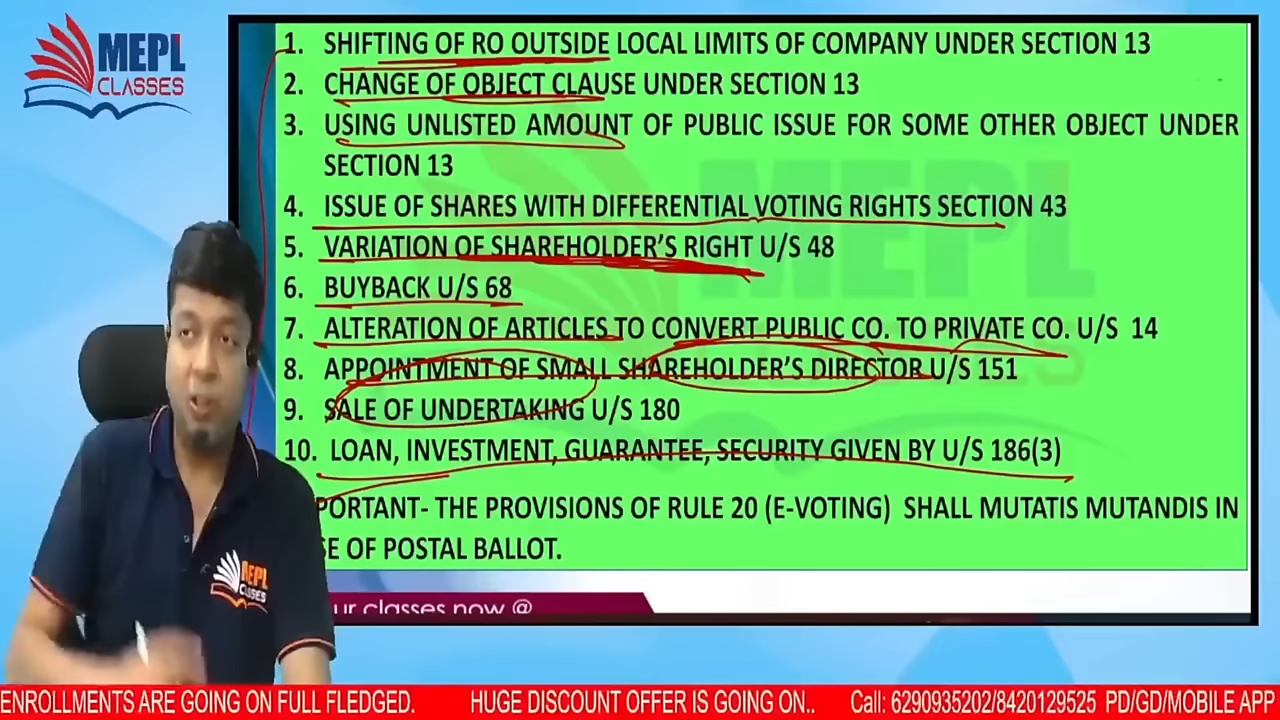 MEPL
CLASSES
1. SHIFTING OF RO OUTSIDE LOCAL LIMITS OF COMPANY UNDER SECTION 13
2. CHANGE OF OBJECT CLAUSE UNDER SECTION 13
3. USING UNLISTED AMOUNT OF PUBLIC ISSUE FOR SOME OTHER OBJECT UNDER
SECTION 13
4. ISSUE OF SHARES WITH DIFFERENTIAL VOTING RIGHTS SECTION 43
5. VARIATION OF SHAREHOLDER'S RIGHT U/S 48
6. BUYBACK U/S 68
7. ALTERATION OF ARTICLES TO CONVERT PUBLIC CO. TO PRIVATE CO. U/S 14
8. APPOINTMENT OF SMALL SHAREHOLDER'S DIRECTOR U/S 151
9. SALE OF UNDERTAKING U/S 180
10. LOAN, INVESTMENT, GUARANTEE, SECURITY GIVEN BY U/S 186(3)
PORTANT- THE PROVISIONS OF RULE 20 (E-VOTING) SHALL MUTATIS MUTANDIS IN
SE OF POSTAL BALLOT.
MEPL
CLASSES
ur classes now @
MEPL
CLASSES
ENROLLMENTS ARE GOING ON FULL FLEDGED. HUGE DISCOUNT OFFER IS GOING ON.. Call: 6290935202/8420129525 PD/GD/MOBILE APP